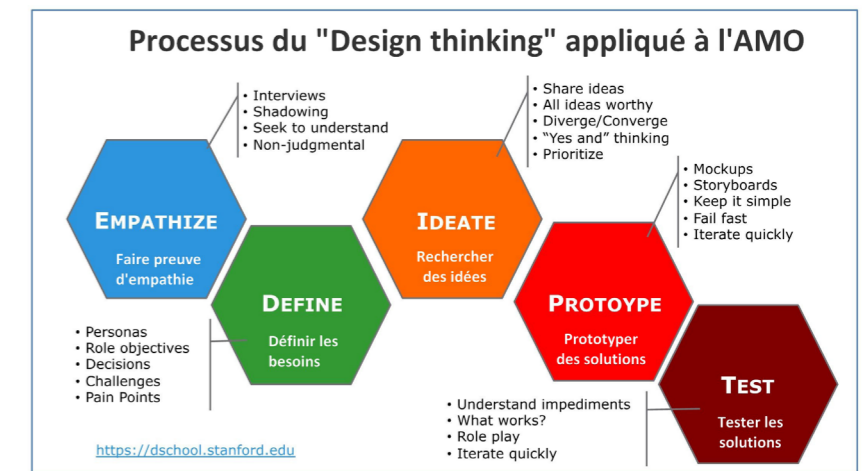 Processus du "Design thinking" appliqué à l'AMO
• Interviews
• Shadowing
• Seek to understand
• Non-judgmental
EMPATHIZE
Faire preuve
d'empathie
• Personas
• Role objectives
• Decisions
• Challenges
• Pain Points
DEFINE
Définir les
besoins
• Share ideas
• All ideas worthy
• Diverge/Converge
• “Yes and” thinking
• Prioritize
IDEATE
Rechercher
des idées
• Mockups
• Storyboards
• Keep it simple
• Fail fast
• Iterate quickly
PROTOYPE
Prototyper
des solutions
• Understand impediments
• What works?
• Role play
• Iterate quickly
TEST
Tester les
solutions
https://dschool.stanford.edu